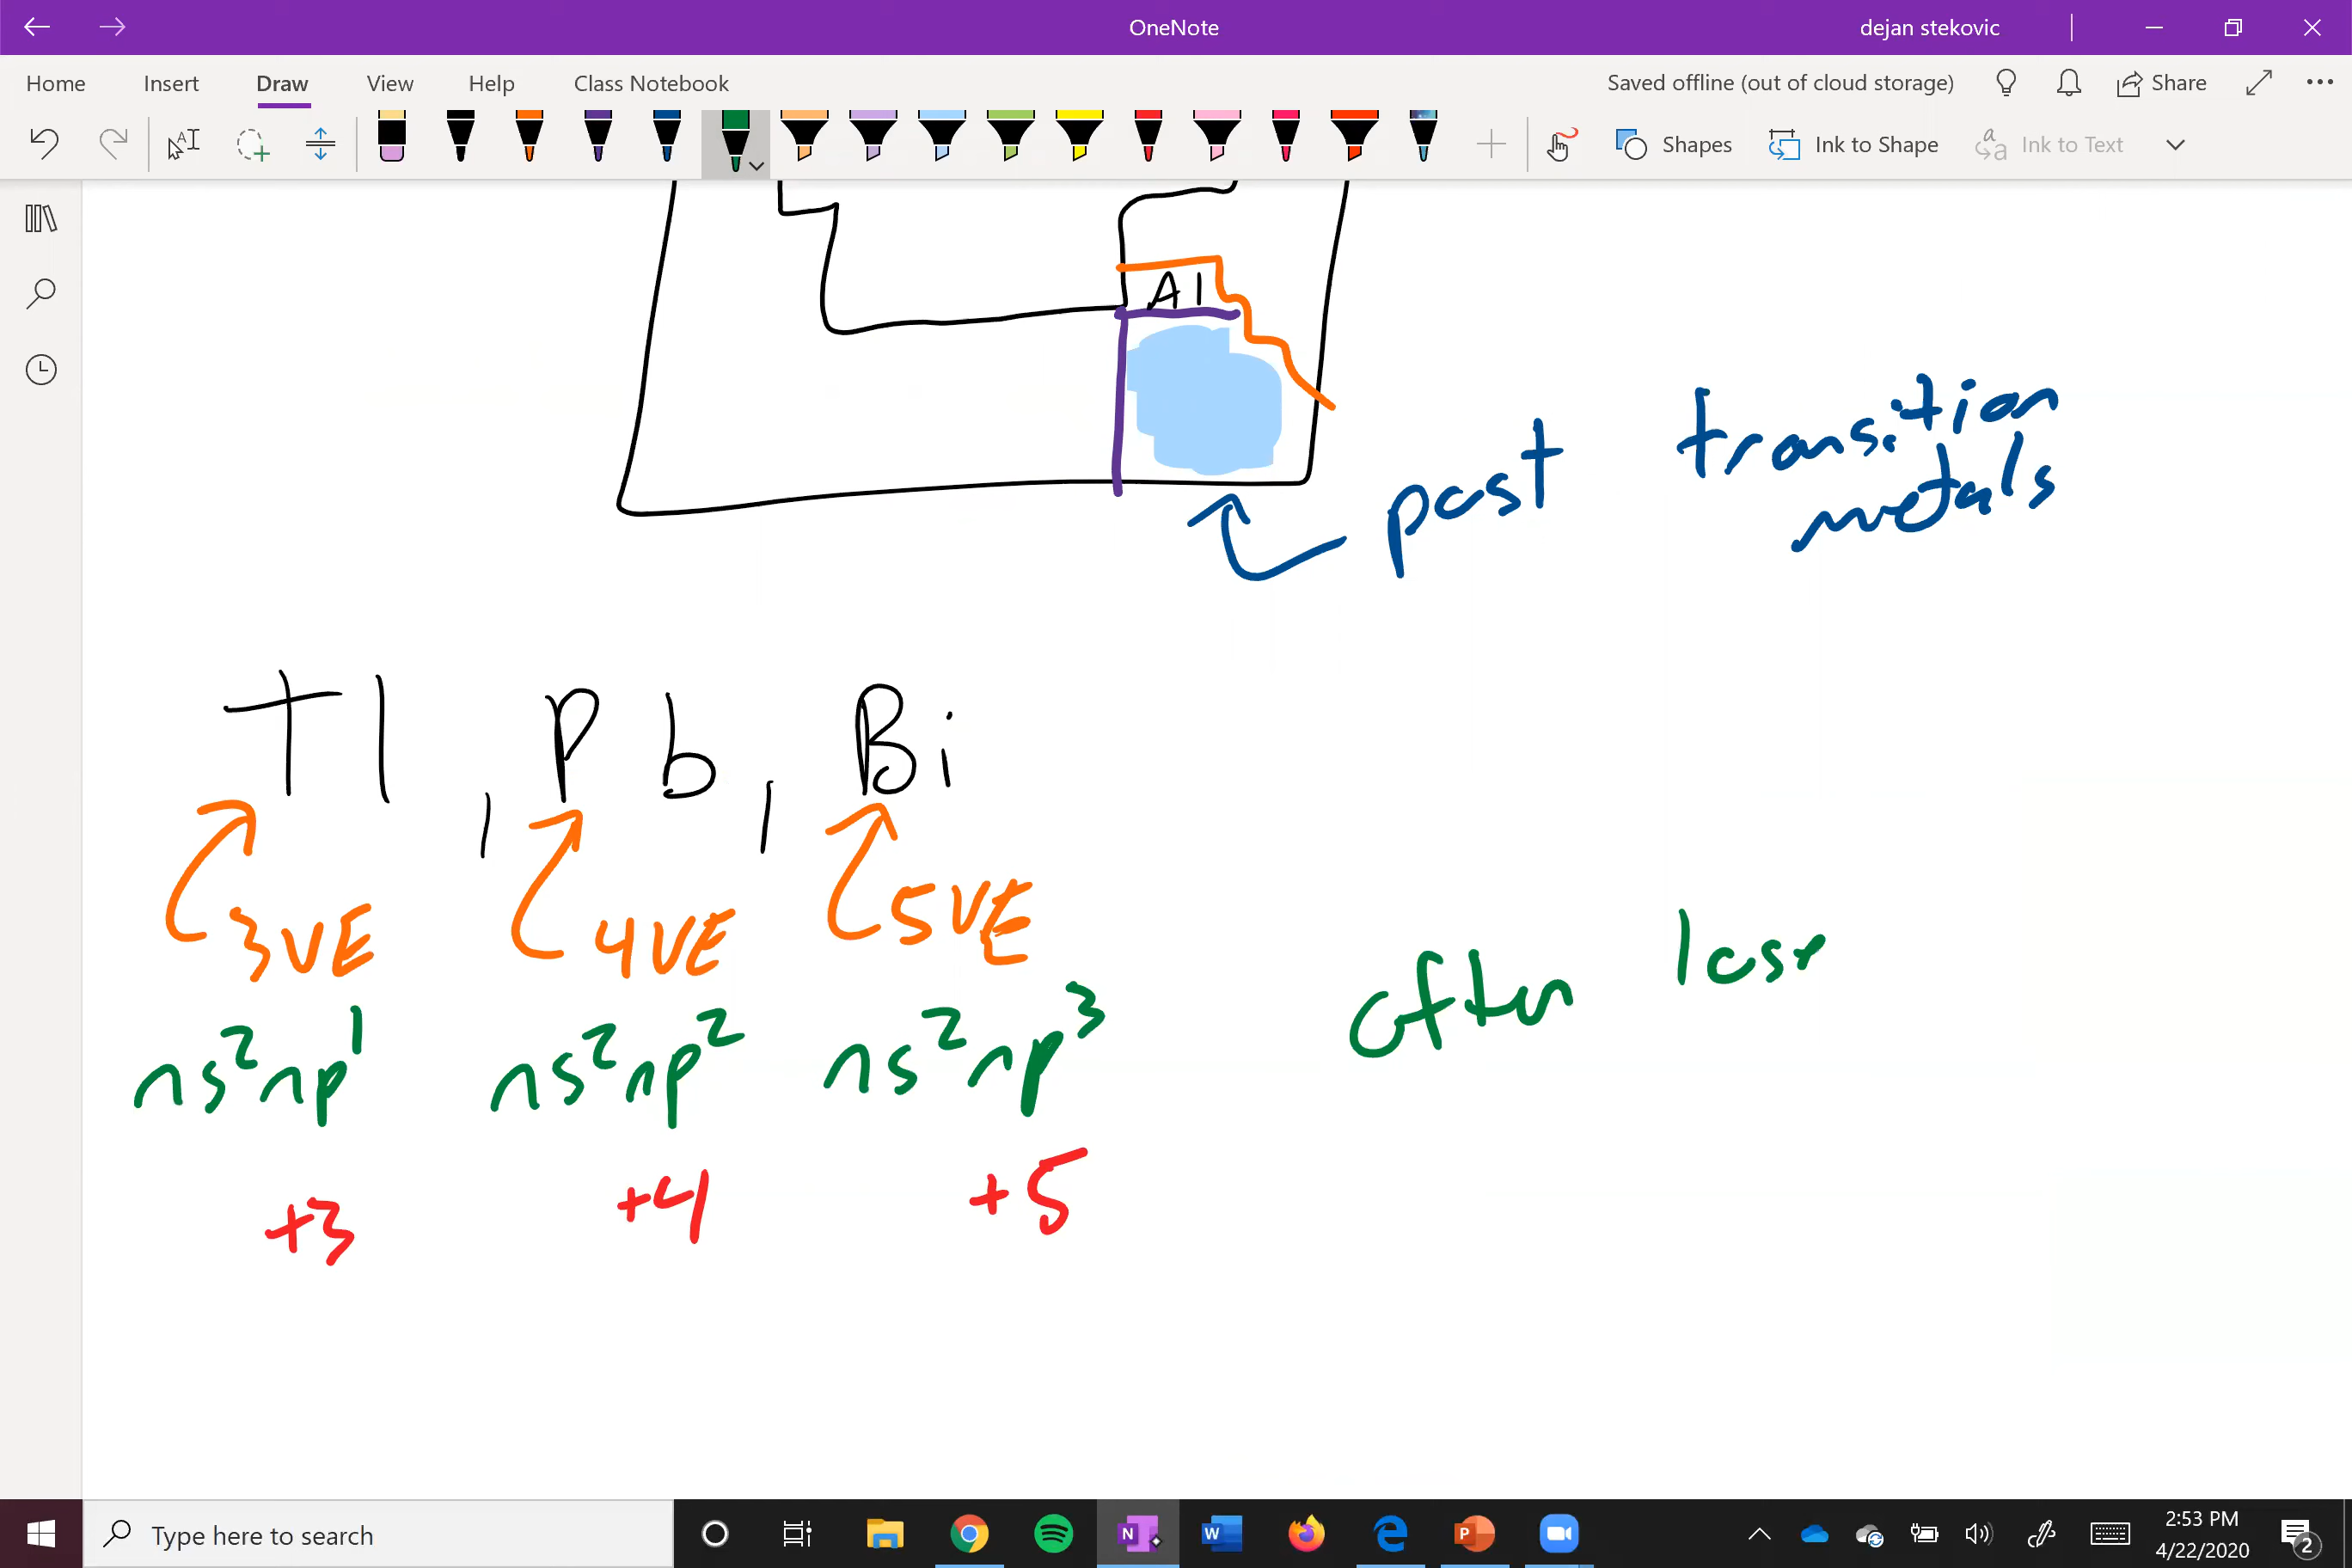 OneNote
dejan stekovic
Home Insert Draw View Help Class Notebook
Saved offline (out of cloud storage) Share
Shapes Ink to Shape Ink to Text
Al
post transition
metals
Tl, Pb, Bi
3VE 4VE 5VE
ns²np¹ ns²np² ns²np³
often lose
+3 +4 +5
Type here to search
2:53 PM
4/22/2020
2